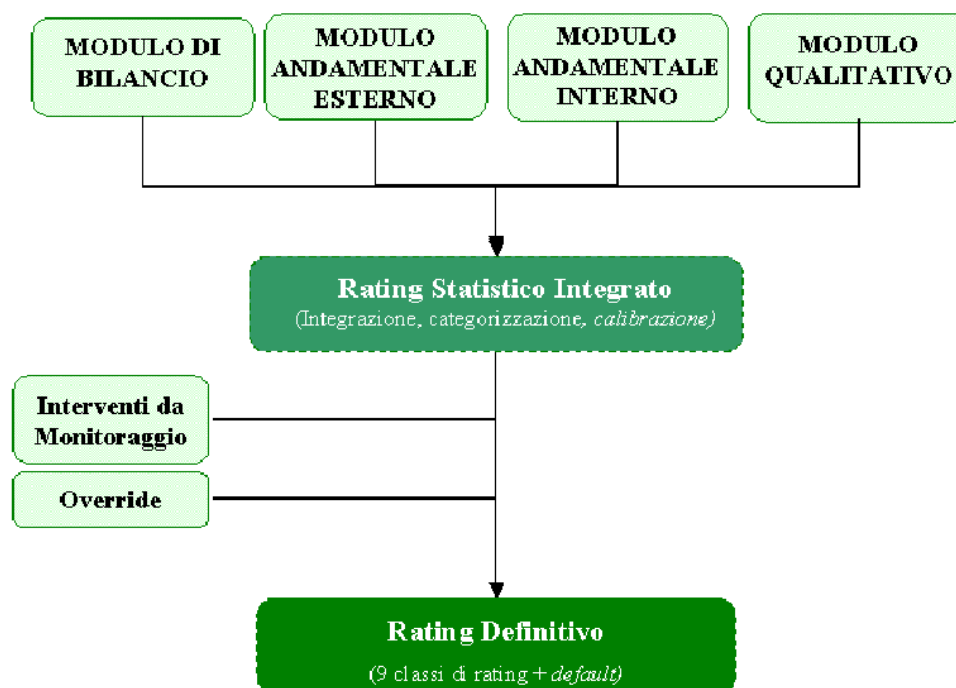 MODULO DI
BILANCIO
MODULO
ANDAMENTALE
ESTERNO
MODULO
ANDAMENTALE
INTERNO
MODULO
QUALITATIVO
Rating Statistico Integrato
(Integrazione, categorizzazione, calibrazione)
Interventi da
Monitoraggio
Override
Rating Definitivo
(9 classi di rating + default)